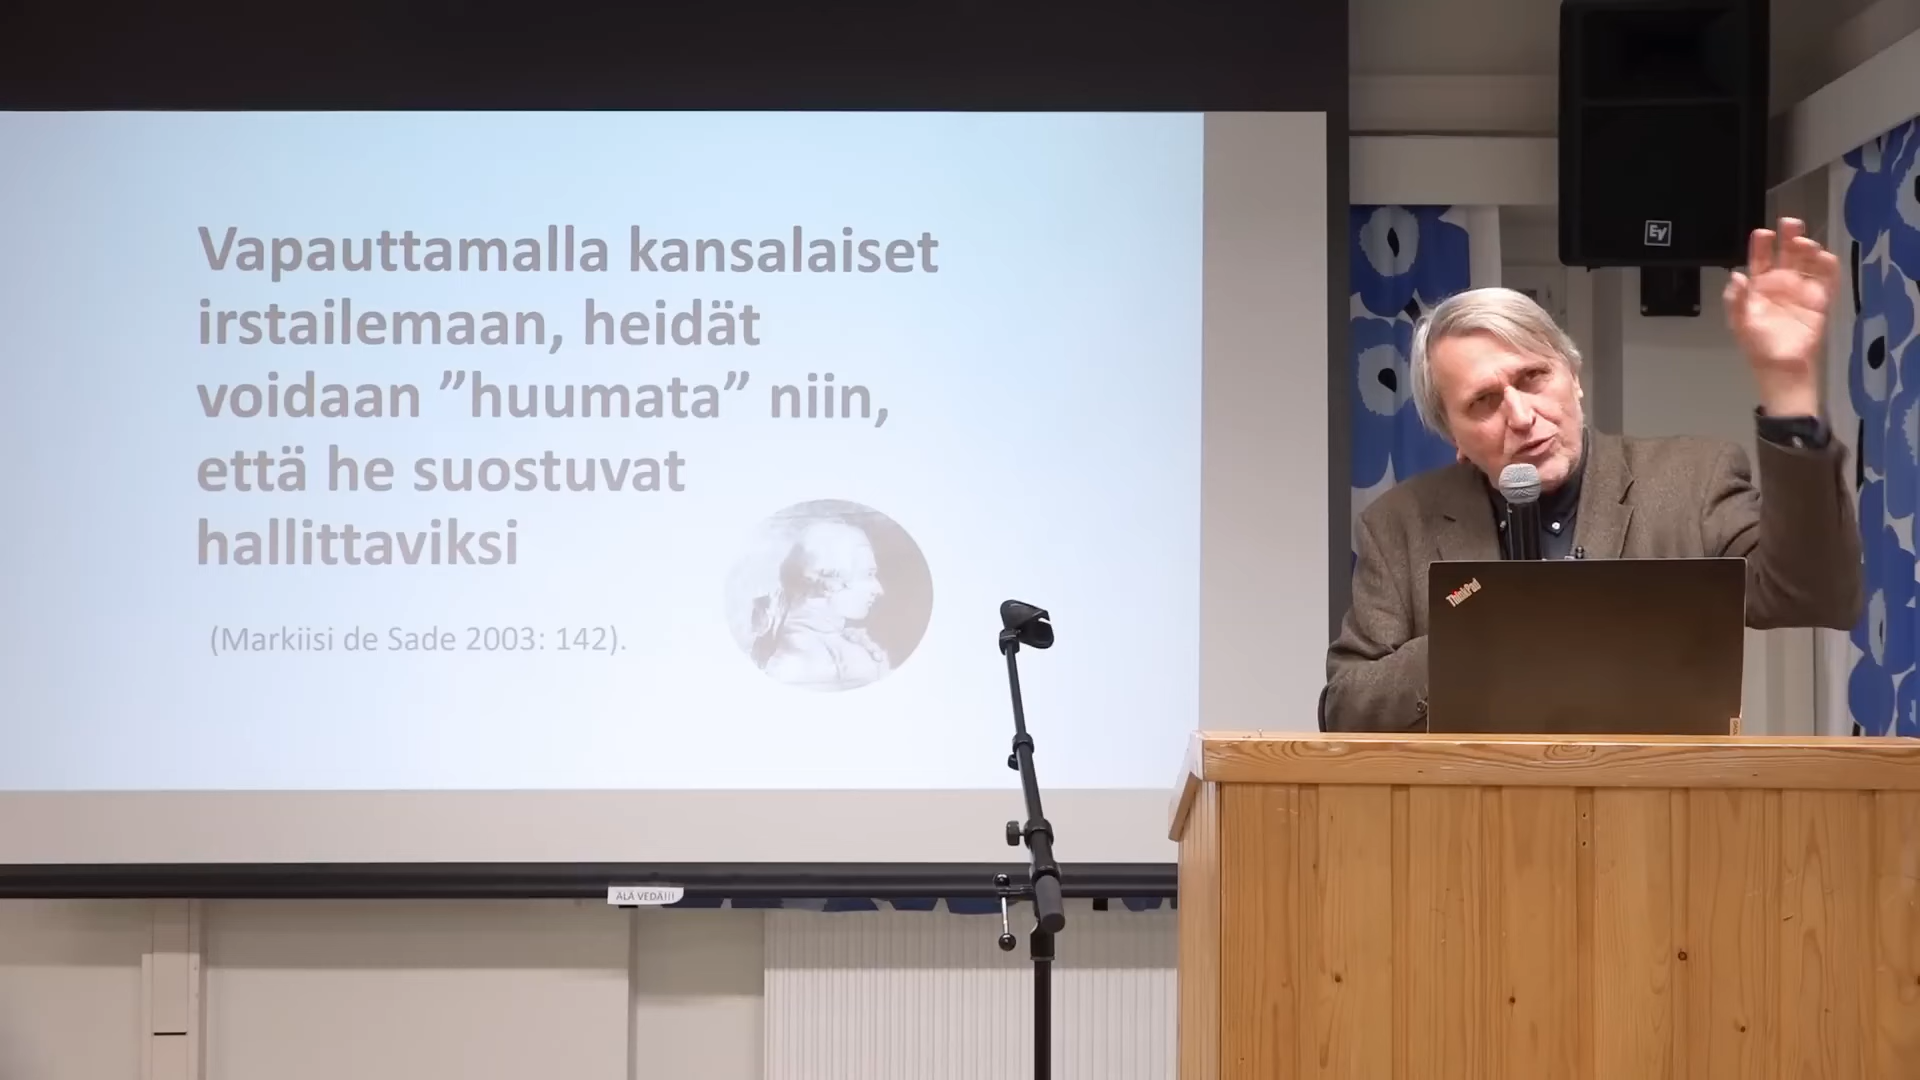 Vapauttamalla kansalaiset
irstailemaan, heidät
voidaan ”huumata” niin,
että he suostuvat
hallittaviksi
(Markiisi de Sade 2003: 142).
ÄLÄ VEDÄ!!!
EV
ThinkPad